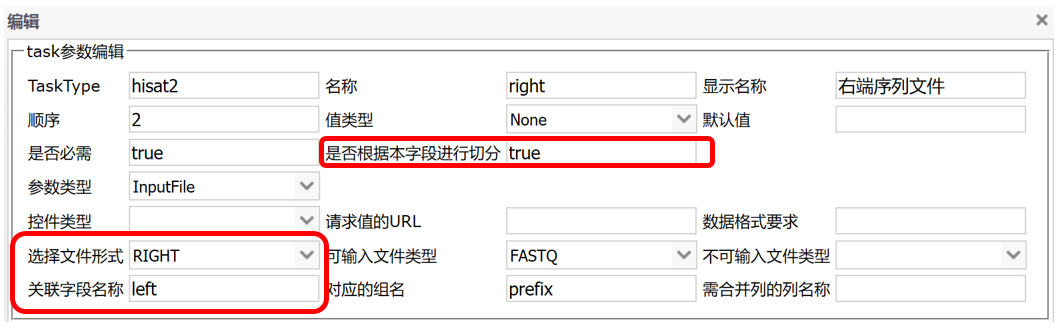 编辑
task参数编辑
TaskType hisat2 名称 right 显示名称 右端序列文件
顺序 2 值类型 None 默认值
是否必需 true 是否根据本字段进行切分 true
参数类型 InputFile
控件类型 请求值的URL 数据格式要求
选择文件形式 RIGHT 可输入文件类型 FASTQ 不可输入文件类型
关联字段名称 left 对应的组名 prefix 需合并列的列名称